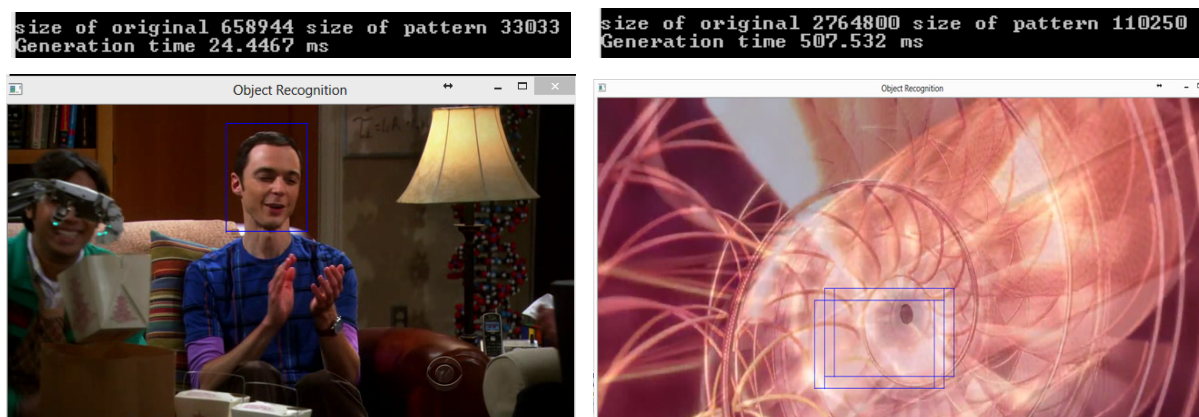 size of original 658944 size of pattern 33033
Generation time 24.4467 ms
size of original 2764800 size of pattern 110250
Generation time 507.532 ms
Object Recognition
Object Recognition